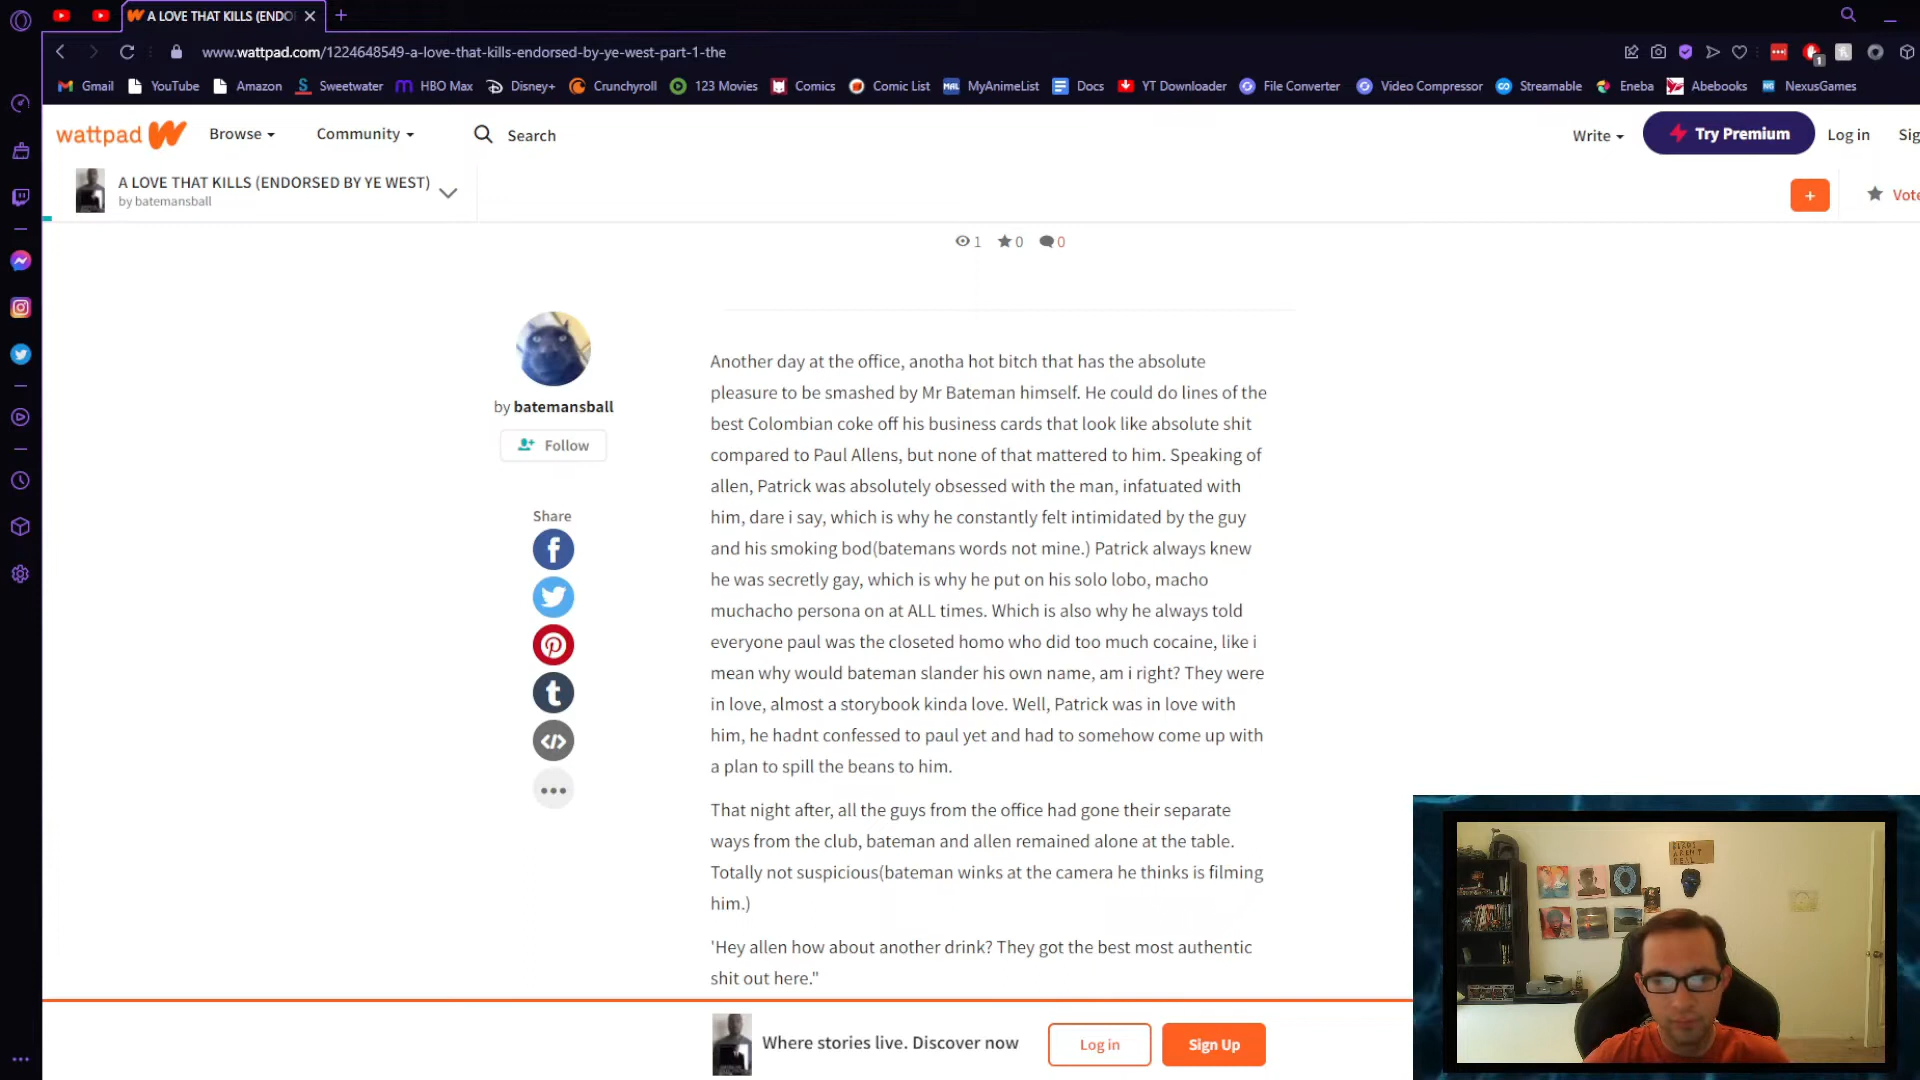 A LOVE THAT KILLS (ENDO
www.wattpad.com/1224648549-a-love-that-kills-endorsed-by-ye-west-part-1-the
1
Gmail YouTube Amazon Sweetwater HBO Max Disney+ Crunchyroll 123 Movies Comics Comic List MyAnimeList Docs YT Downloader File Converter Video Compressor Streamable Eneba Abebooks NexusGames
wattpad Browse Community Search Write Try Premium Log in Sig
A LOVE THAT KILLS (ENDORSED BY YE WEST)
by batemansball
+ Vote
1 0 0
by batemansball
Follow
Share
Another day at the office, anotha hot bitch that has the absolute
pleasure to be smashed by Mr Bateman himself. He could do lines of the
best Colombian coke off his business cards that look like absolute shit
compared to Paul Allens, but none of that mattered to him. Speaking of
allen, Patrick was absolutely obsessed with the man, infatuated with
him, dare i say, which is why he constantly felt intimidated by the guy
and his smoking bod(batemans words not mine.) Patrick always knew
he was secretly gay, which is why he put on his solo lobo, macho
muchacho persona on at ALL times. Which is also why he always told
everyone paul was the closeted homo who did too much cocaine, like i
mean why would bateman slander his own name, am i right? They were
in love, almost a storybook kinda love. Well, Patrick was in love with
him, he hadnt confessed to paul yet and had to somehow come up with
a plan to spill the beans to him.
That night after, all the guys from the office had gone their separate
ways from the club, bateman and allen remained alone at the table.
Totally not suspicious(bateman winks at the camera he thinks is filming
him.)
'Hey allen how about another drink? They got the best most authentic
shit out here."
Where stories live. Discover now
Log in
Sign Up
BIRDS
AREN'T
REAL